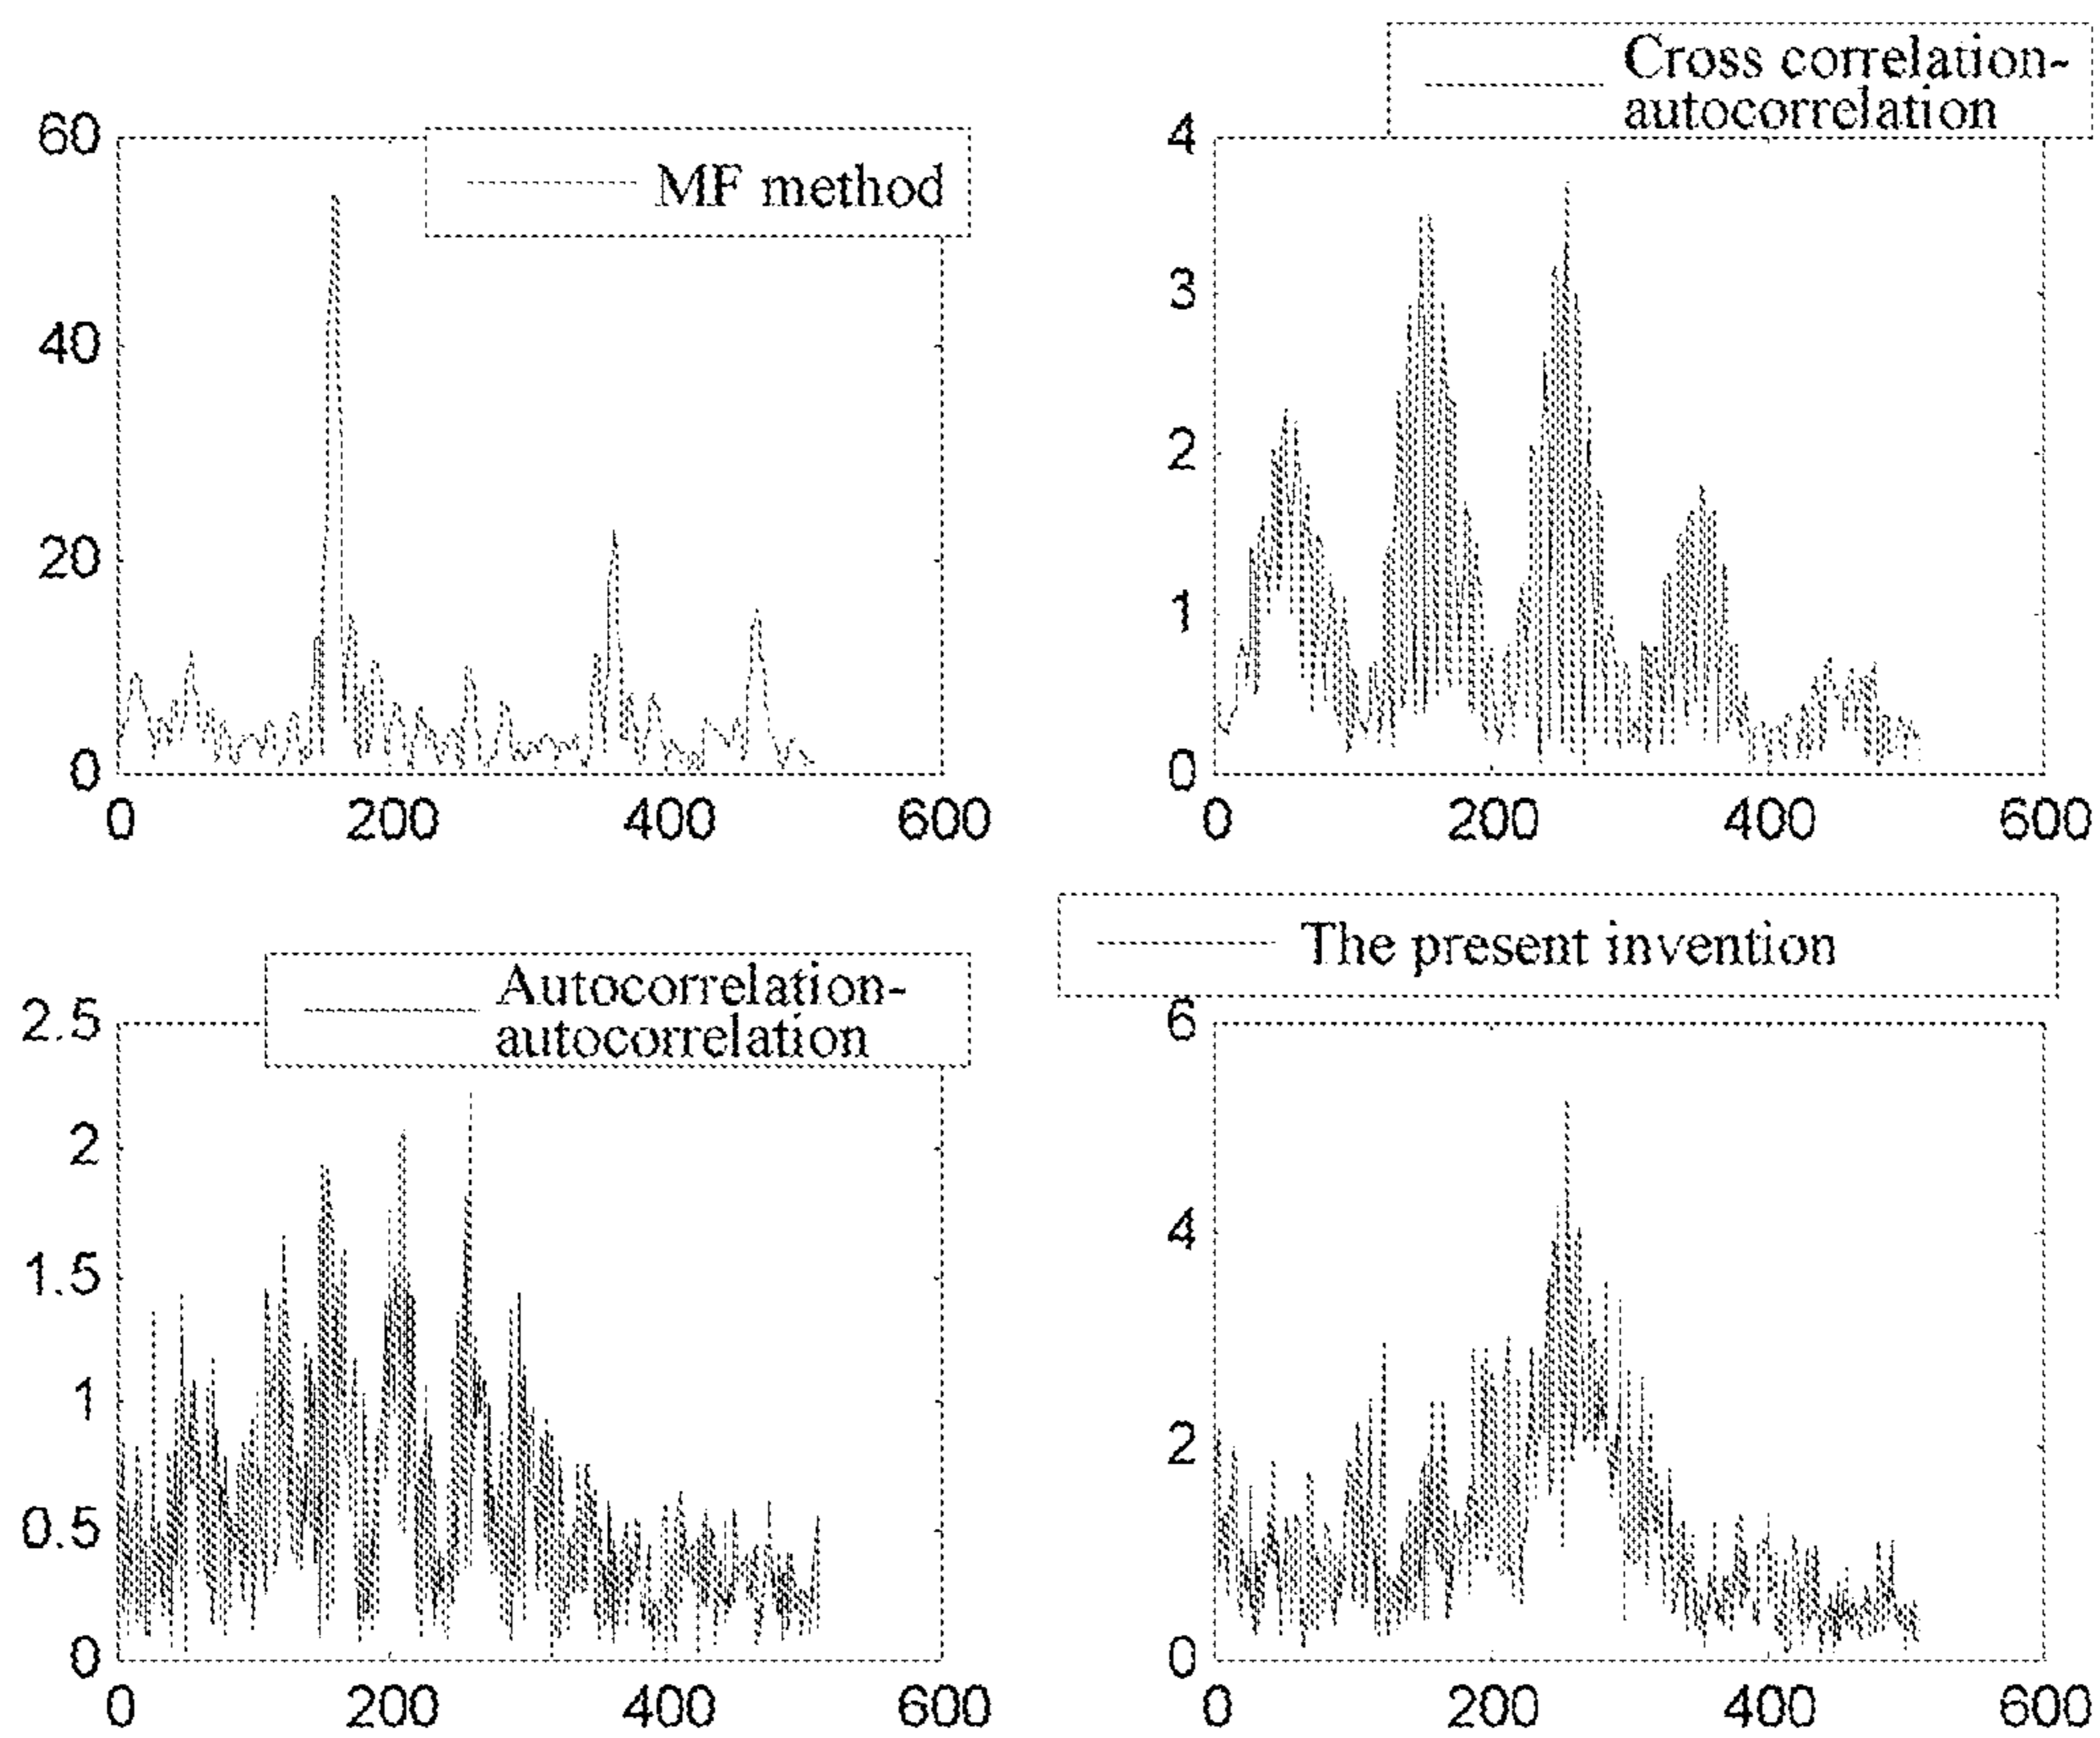 60
40
20
0
0 200 400 600
MF method
4
3
2
1
0
0 200 400 600
Cross correlation-
autocorrelation
2.5
2
1.5
1
0.5
0
0 200 400 600
Autocorrelation-
autocorrelation
6
4
2
0
0 200 400 600
The present invention